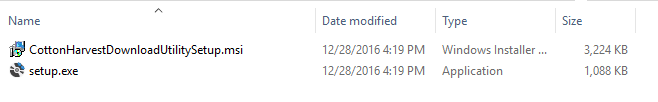 Name Date modified Type Size
CottonHarvestDownloadUtilitySetup.msi 12/28/2016 4:19 PM Windows Installer ... 3,224 KB
setup.exe 12/28/2016 4:19 PM Application 1,088 KB